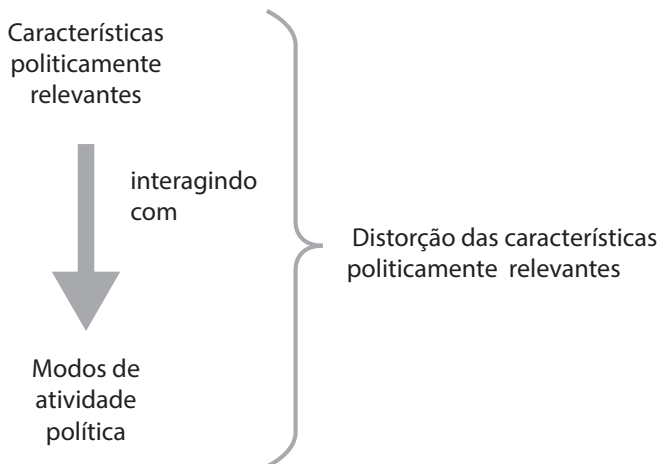 Características
politicamente
relevantes
interagindo
com
Distorção das características
politicamente relevantes
Modos de
atividade
política